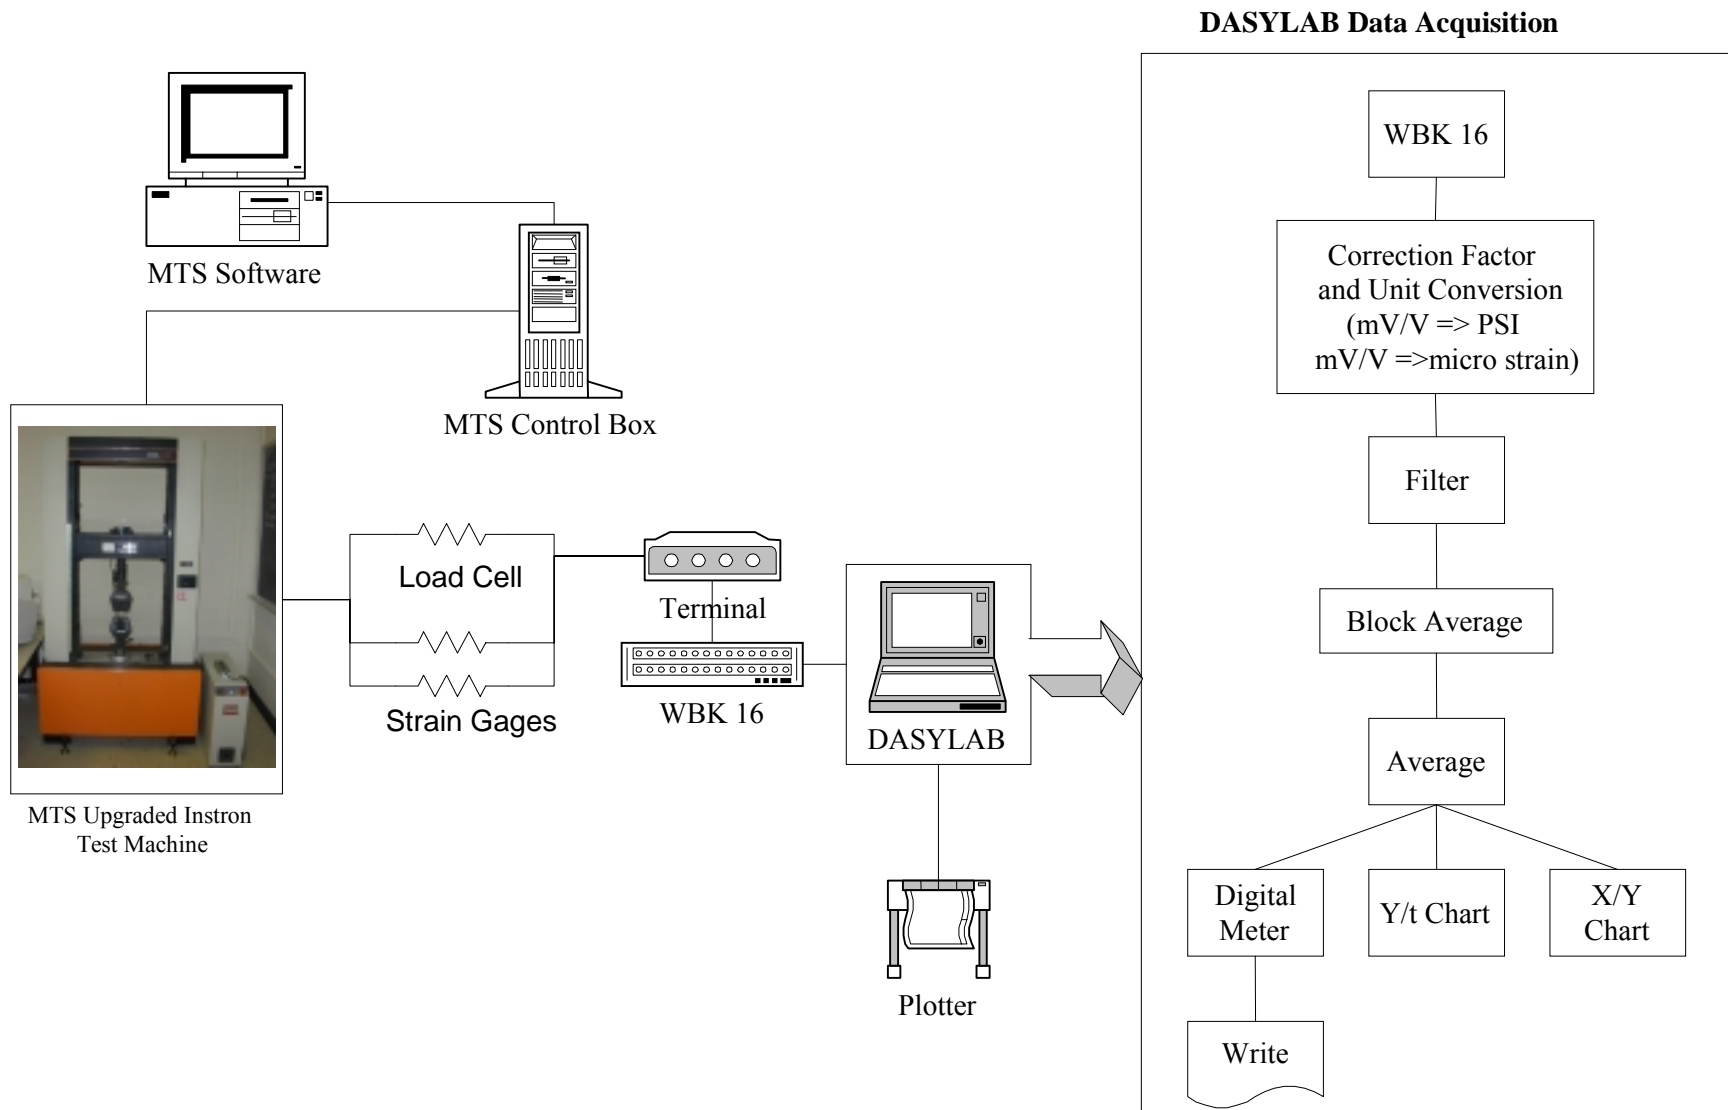 DASYLAB Data Acquisition
MTS Software
MTS Control Box
MTS Upgraded Instron
Test Machine
Load Cell
Strain Gages
Terminal
WBK 16
DASYLAB
Plotter
WBK 16
Correction Factor
and Unit Conversion
(mV/V => PSI
mV/V =>micro strain)
Filter
Block Average
Average
Digital
Meter
Y/t Chart
X/Y
Chart
Write